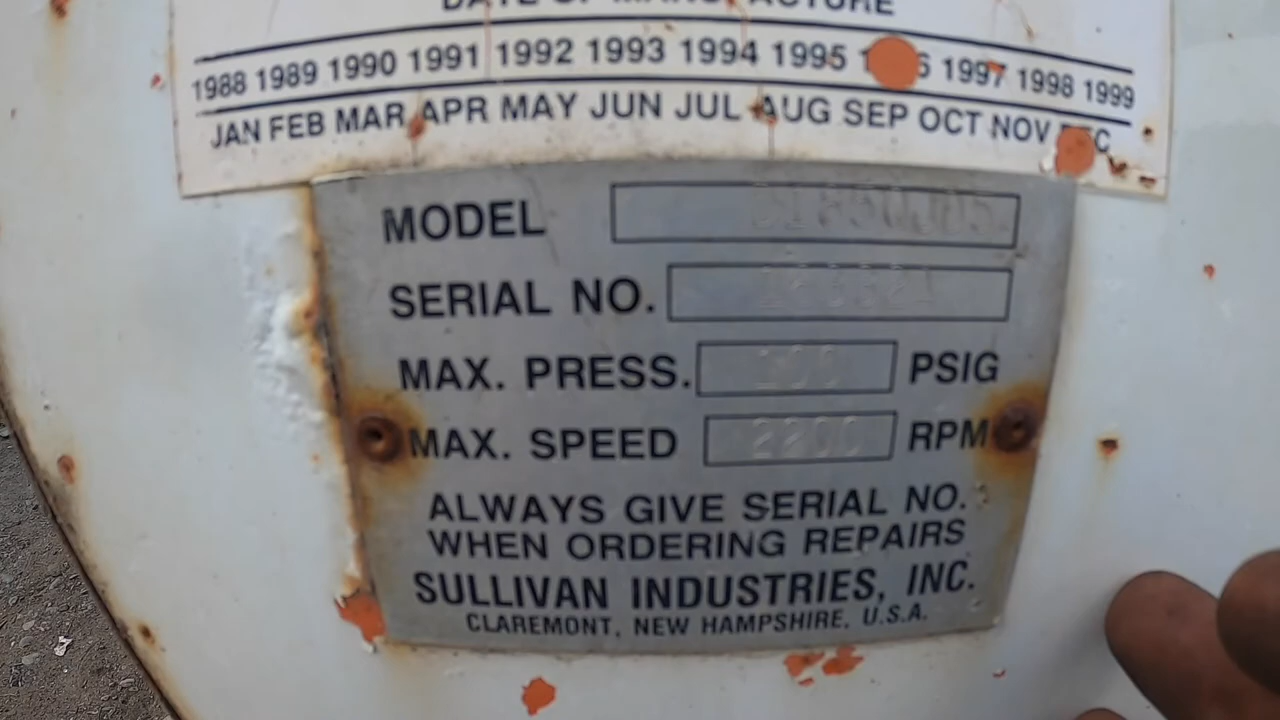 DATE OF MANUFACTURE
1988 1989 1990 1991 1992 1993 1994 1995 1997 1998 1999
JAN FEB MAR APR MAY JUN JUL AUG SEP OCT NOV DEC
MODEL
SERIAL NO.
MAX. PRESS. PSIG
MAX. SPEED 2200 RPM
ALWAYS GIVE SERIAL NO.
WHEN ORDERING REPAIRS
SULLIVAN INDUSTRIES, INC.
CLAREMONT, NEW HAMPSHIRE, U.S.A.